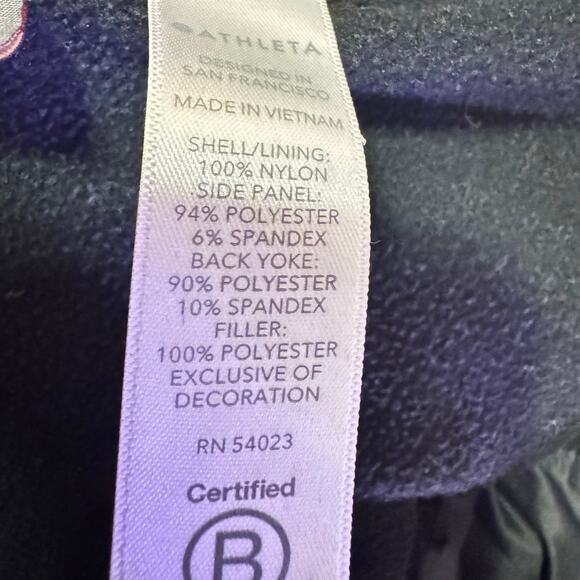 ATHLETA
DESIGNED IN
SAN FRANCISCO
MADE IN VIETNAM
SHELL/LINING:
100% NYLON
SIDE PANEL:
94% POLYESTER
6% SPANDEX
BACK YOKE:
90% POLYESTER
10% SPANDEX
FILLER:
100% POLYESTER
EXCLUSIVE OF
DECORATION
RN 54023
Certified
B